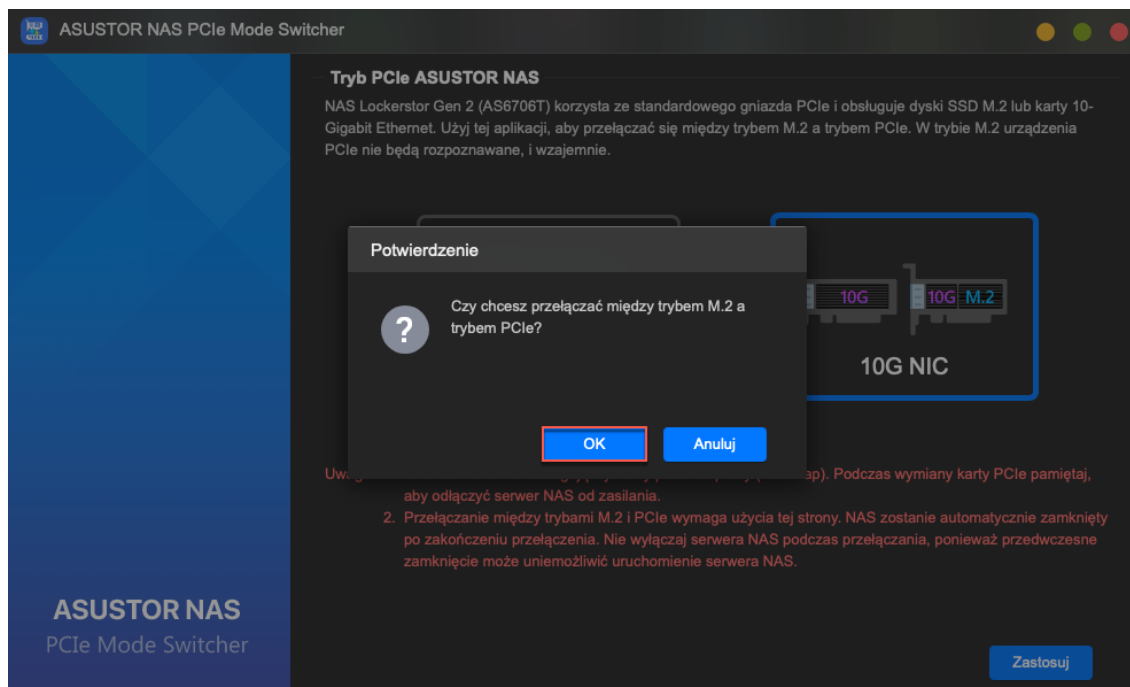 ASUSTOR NAS PCIe Mode Switcher
Tryb PCIe ASUSTOR NAS
NAS Lockerstor Gen 2 (AS6706T) korzysta ze standardowego gniazda PCIe i obsługuje dyski SSD M.2 lub karty 10-
Gigabit Ethernet. Użyj tej aplikacji, aby przełączać się między trybem M.2 a trybem PCIe. W trybie M.2 urządzenia
PCIe nie będą rozpoznawane, i wzajemnie.
Potwierdzenie
Czy chcesz przełączać między trybem M.2 a
trybem PCIe?
10G 10G M.2
10G NIC
OK Anuluj
Podczas wymiany karty PCIe pamiętaj,
aby odłączyć serwer NAS od zasilania.
2. Przełączanie między trybami M.2 i PCIe wymaga użycia tej strony. NAS zostanie automatycznie zamknięty
po zakończeniu przełączenia. Nie wyłączaj serwera NAS podczas przełączania, ponieważ przedwczesne
zamknięcie może uniemożliwić uruchomienie serwera NAS.
ASUSTOR NAS
PCIe Mode Switcher
Zastosuj